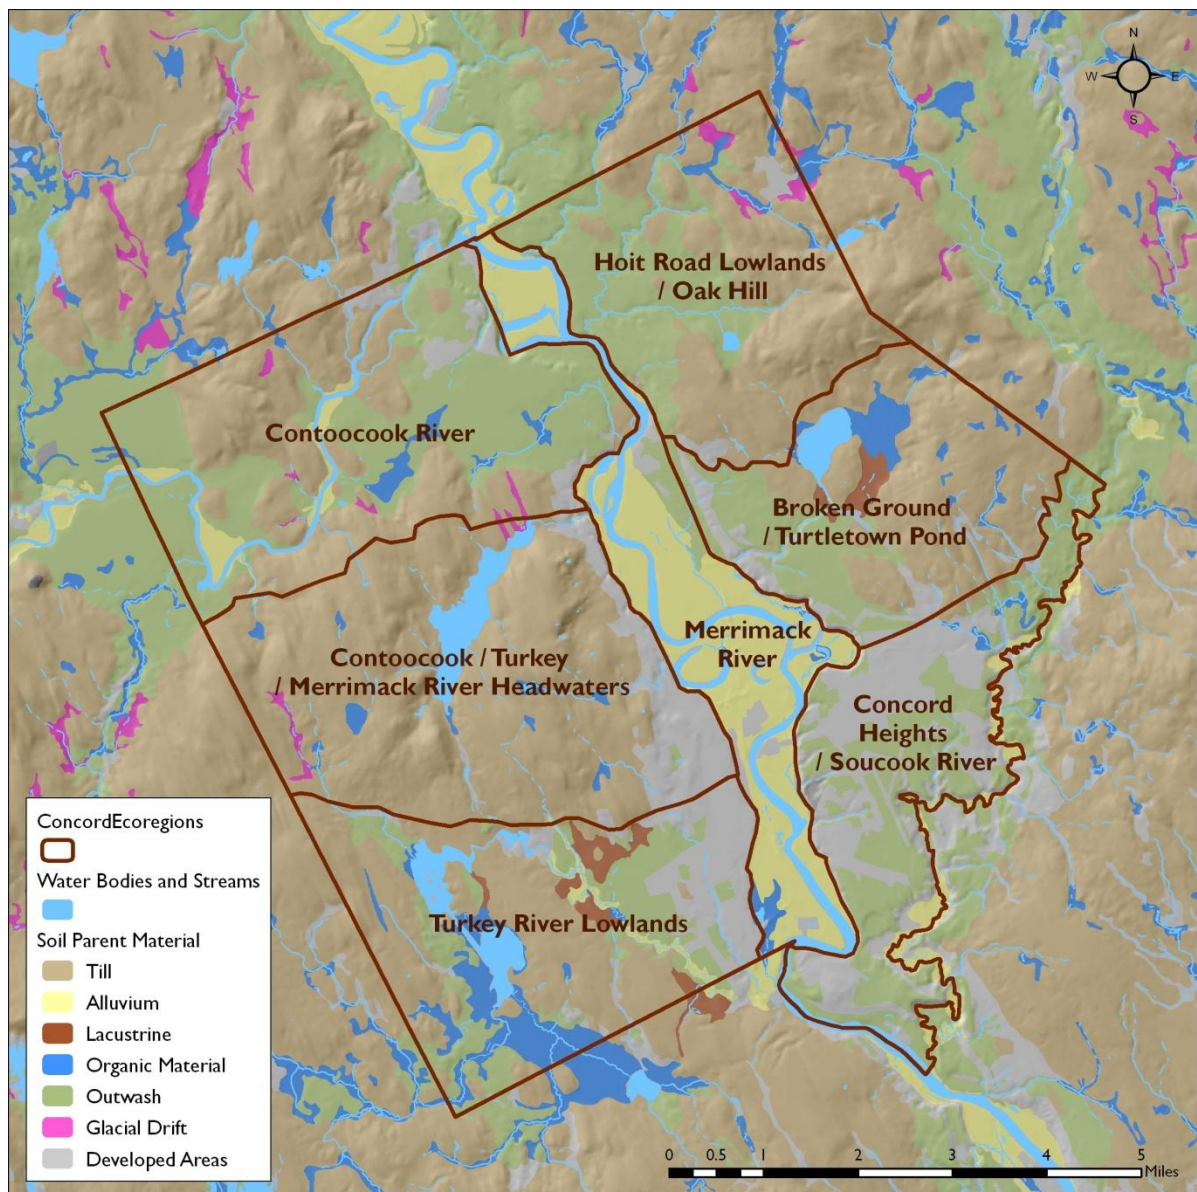 N
W E
S
Hoit Road Lowlands
/ Oak Hill
Contoocook River
Broken Ground
/ Turtletown Pond
Merrimack
River
Contoocook / Turkey
/ Merrimack River Headwaters
Concord
Heights
/ Soucook River
Turkey River Lowlands
ConcordEcoregions
Water Bodies and Streams
Soil Parent Material
Till
Alluvium
Lacustrine
Organic Material
Outwash
Glacial Drift
Developed Areas
0 0.5 1 2 3 4 5
Miles